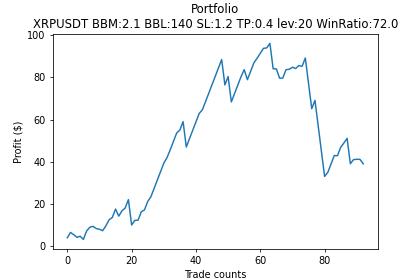 Portfolio
XRPUSDT BBM:2.1 BBL:140 SL:1.2 TP:0.4 lev:20 WinRatio:72.0
100
80
60
40
20
0
Profit ($)
0 20 40 60 80
Trade counts